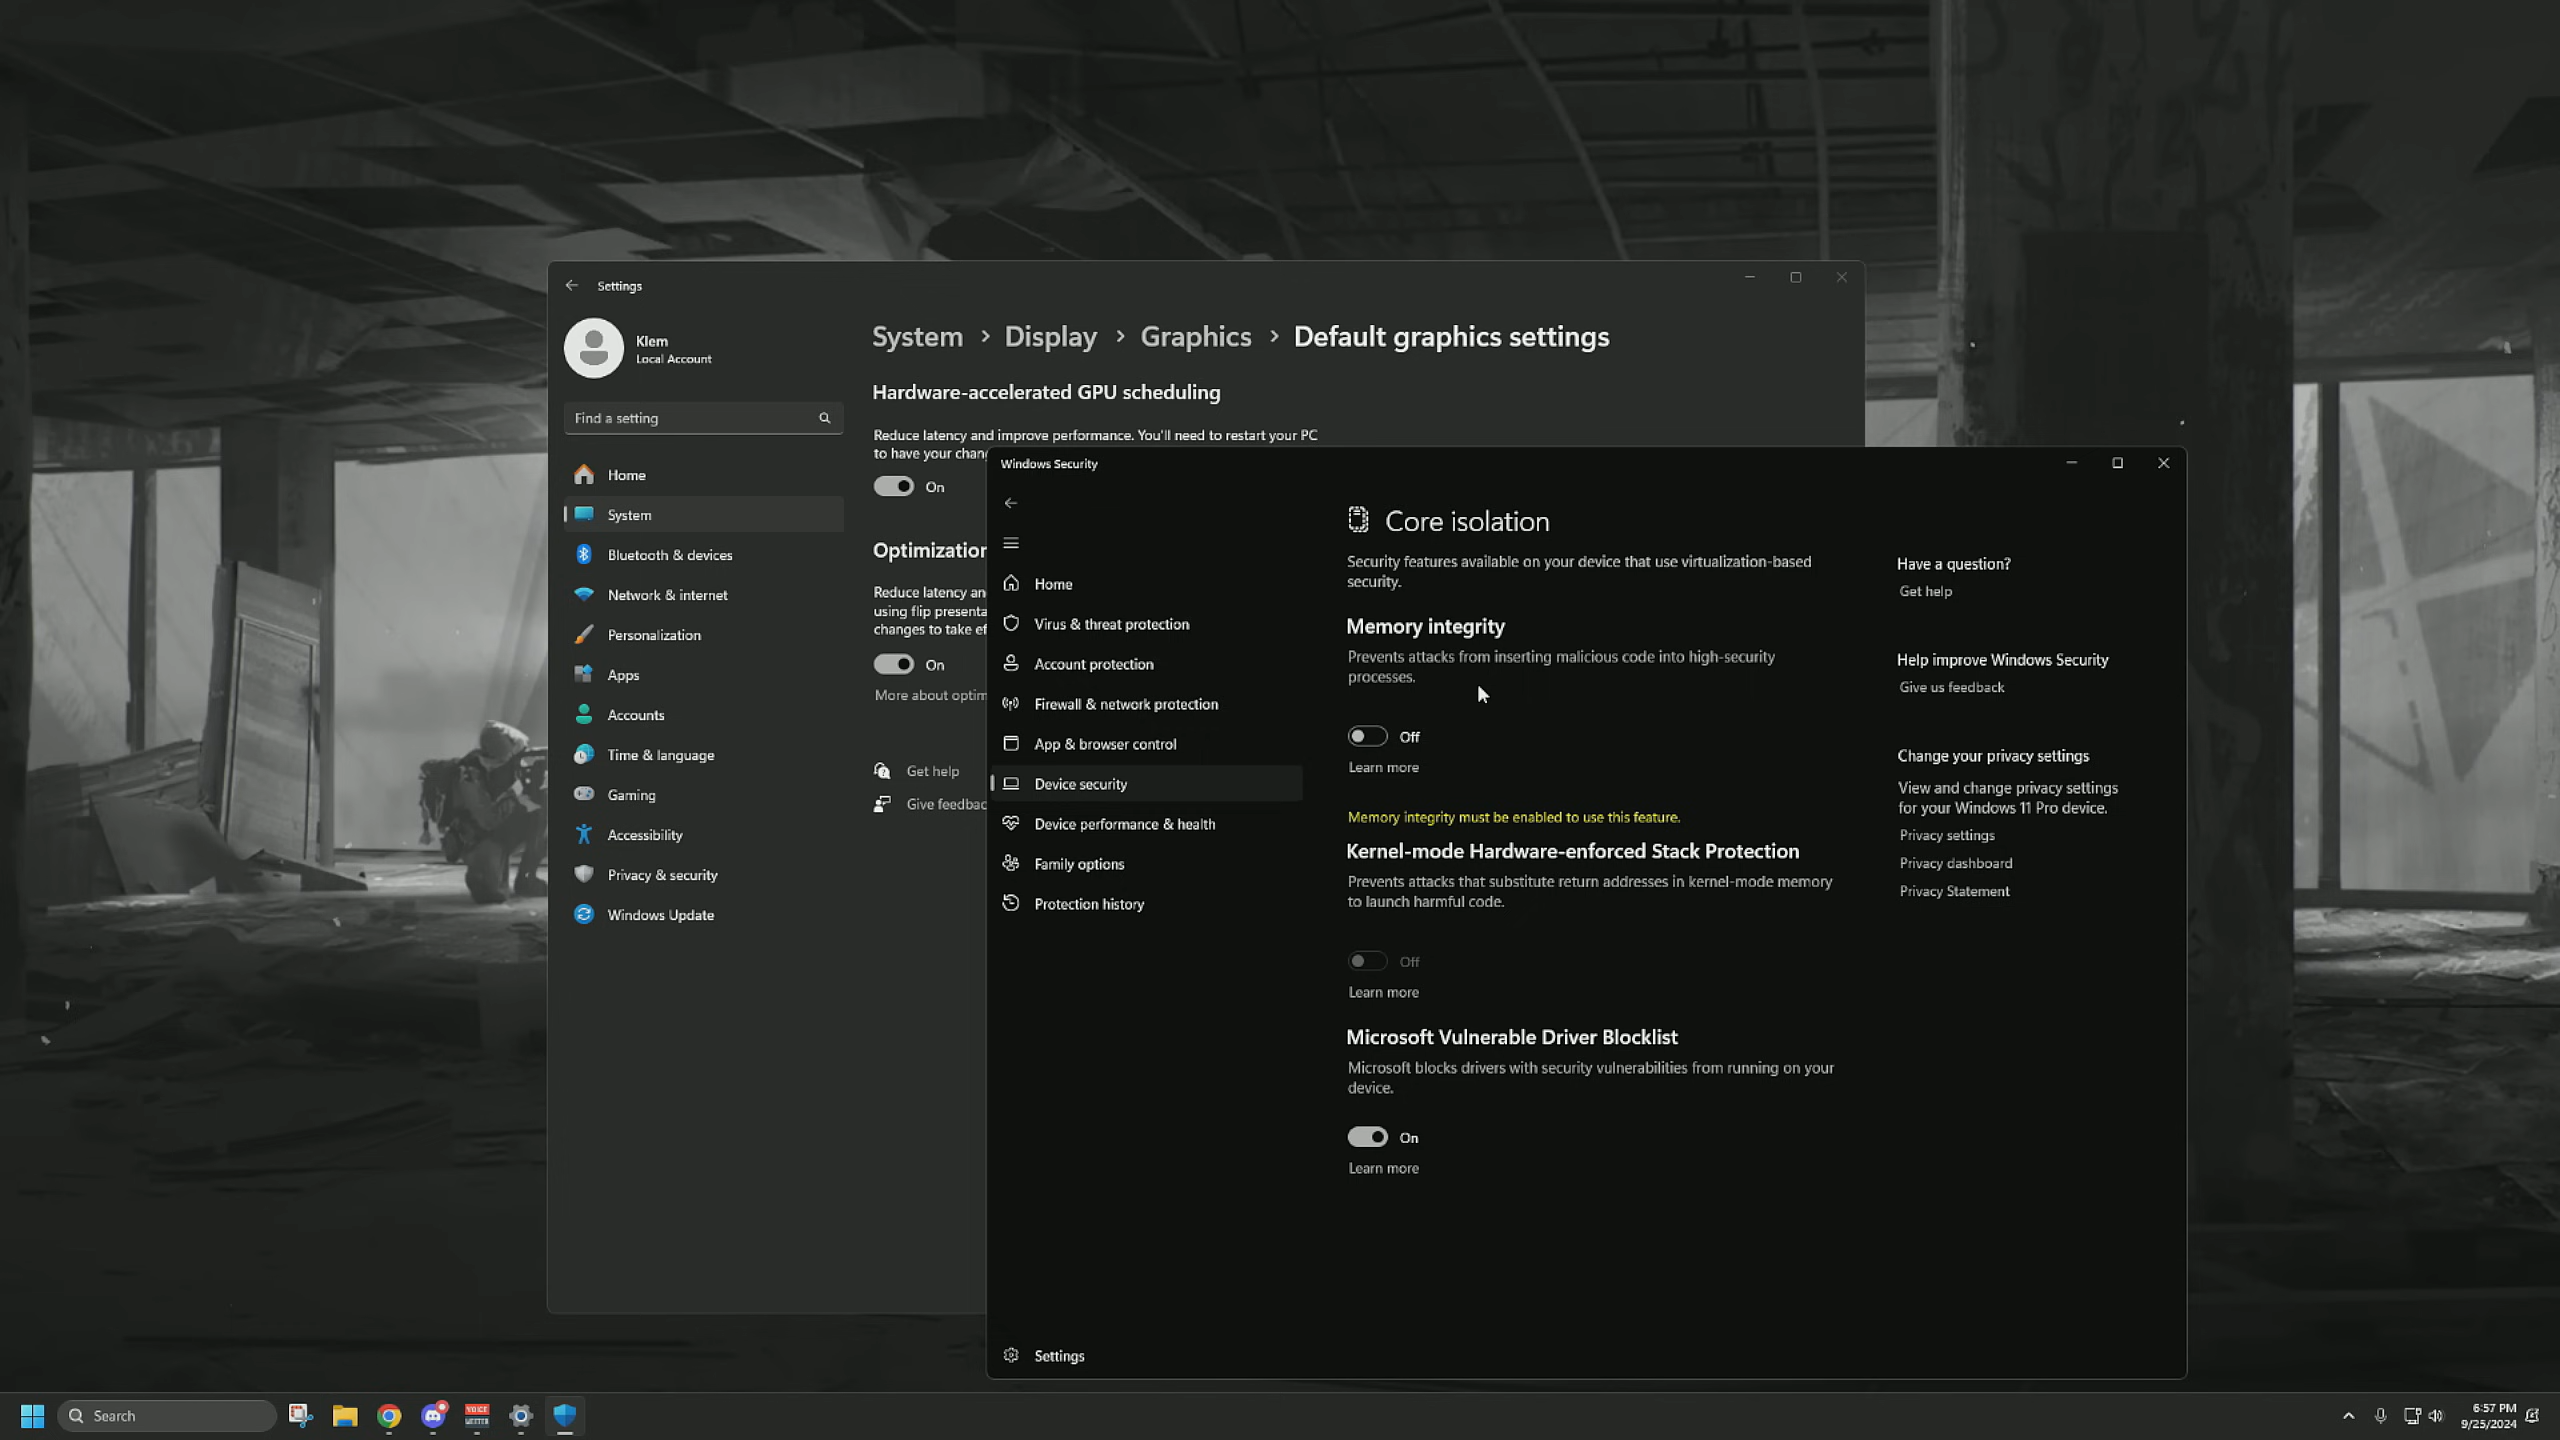 Settings
Klem
Local Account
Find a setting
Home
System
Bluetooth & devices
Network & internet
Personalization
Apps
Accounts
Time & language
Gaming
Accessibility
Privacy & security
Windows Update
System > Display > Graphics > Default graphics settings
Hardware-accelerated GPU scheduling
Reduce latency and improve performance. You'll need to restart your PC
to have your
On
Reduce latency
using flip
changes to take
On
More about
Get help
Give
Windows Security
Home
Virus & threat protection
Account protection
Firewall & network protection
App & browser control
Device security
Device performance & health
Family options
Protection history
Settings
Core isolation
Security features available on your device that use virtualization-based
security.
Memory integrity
Prevents attacks from inserting malicious code into high-security
processes.
Off
Learn more
Memory integrity must be enabled to use this feature.
Kernel-mode Hardware-enforced Stack Protection
Prevents attacks that substitute return addresses in kernel-mode memory
to launch harmful code.
Off
Learn more
Microsoft Vulnerable Driver Blocklist
Microsoft blocks drivers with security vulnerabilities from running on your
device.
On
Learn more
Have a question?
Get help
Help improve Windows Security
Give us feedback
Change your privacy settings
View and change privacy settings
for your Windows 11 Pro device.
Privacy settings
Privacy dashboard
Privacy Statement
Search
VOICE
6:57 PM
9/25/2024